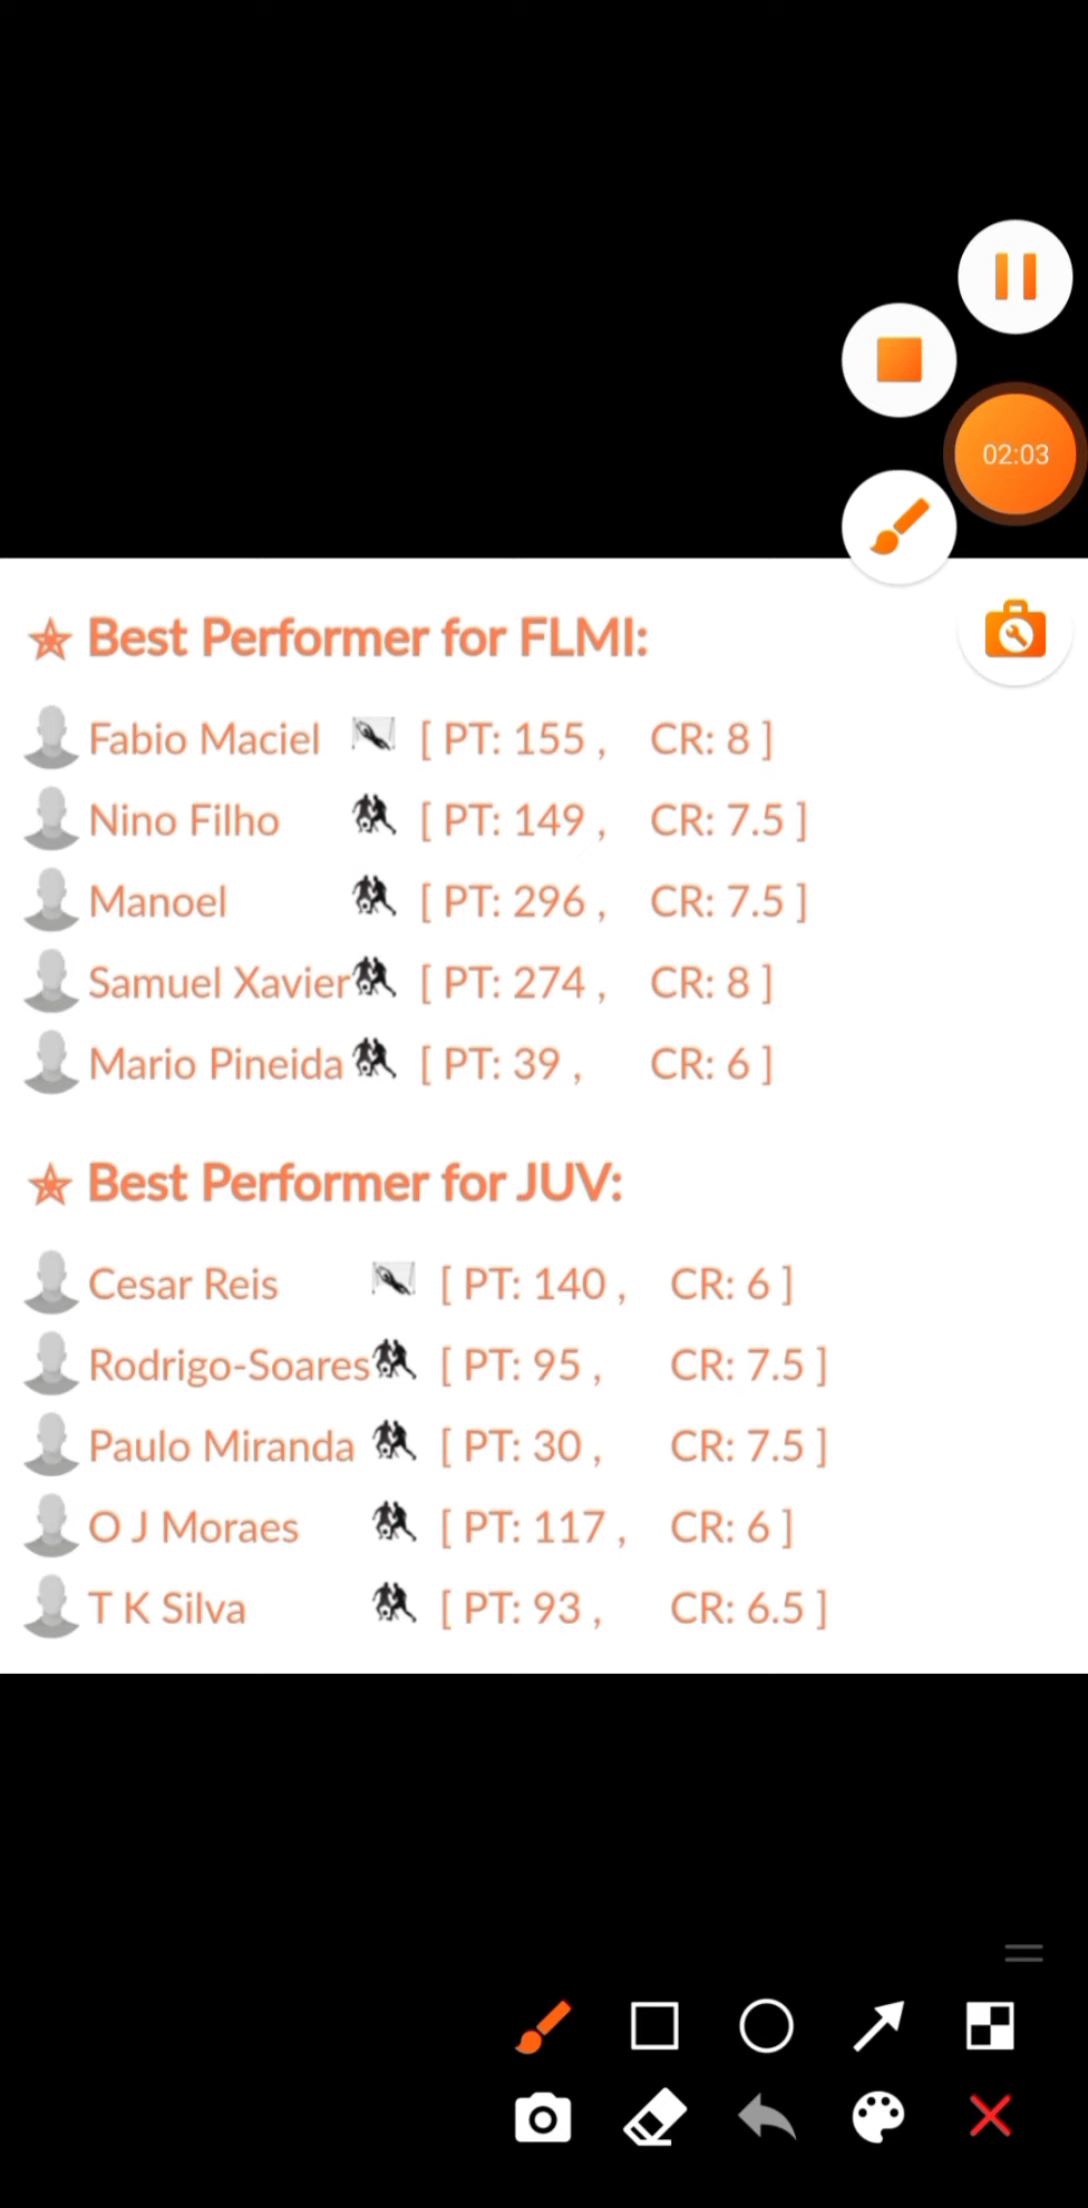 02:03
Best Performer for FLMI:
Fabio Maciel [ PT: 155 , CR: 8 ]
Nino Filho [ PT: 149 , CR: 7.5 ]
Manoel [ PT: 296 , CR: 7.5 ]
Samuel Xavier [ PT: 274 , CR: 8 ]
Mario Pineida [ PT: 39 , CR: 6 ]
Best Performer for JUV:
Cesar Reis [ PT: 140 , CR: 6 ]
Rodrigo-Soares [ PT: 95 , CR: 7.5 ]
Paulo Miranda [ PT: 30 , CR: 7.5 ]
O J Moraes [ PT: 117 , CR: 6 ]
T K Silva [ PT: 93 , CR: 6.5 ]